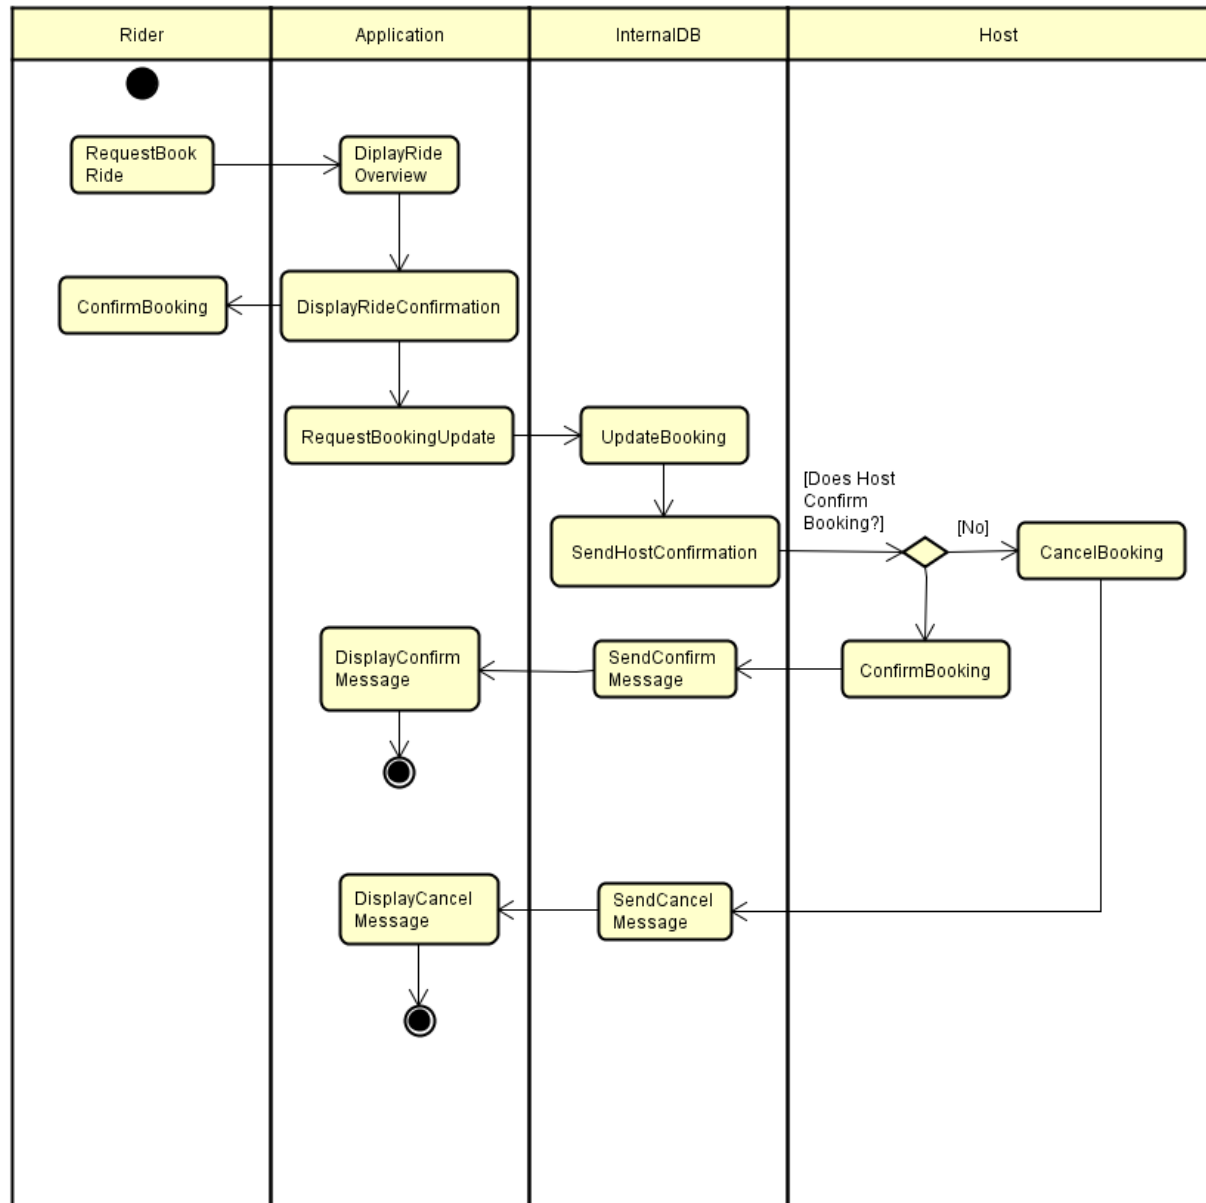 Rider
Application
InternalDB
Host
RequestBook
Ride
DiplayRide
Overview
ConfirmBooking
DisplayRideConfirmation
RequestBookingUpdate
UpdateBooking
[Does Host
Confirm
Booking?]
[No]
SendHostConfirmation
CancelBooking
DisplayConfirm
Message
SendConfirm
Message
ConfirmBooking
DisplayCancel
Message
SendCancel
Message